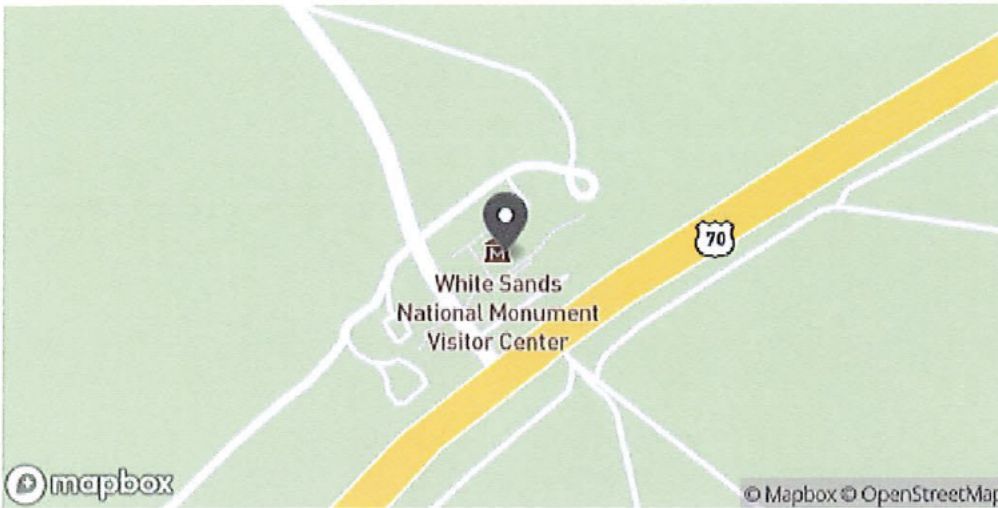 70
M
White Sands
National Monument
Visitor Center
mapbox
© Mapbox © OpenStreetMap